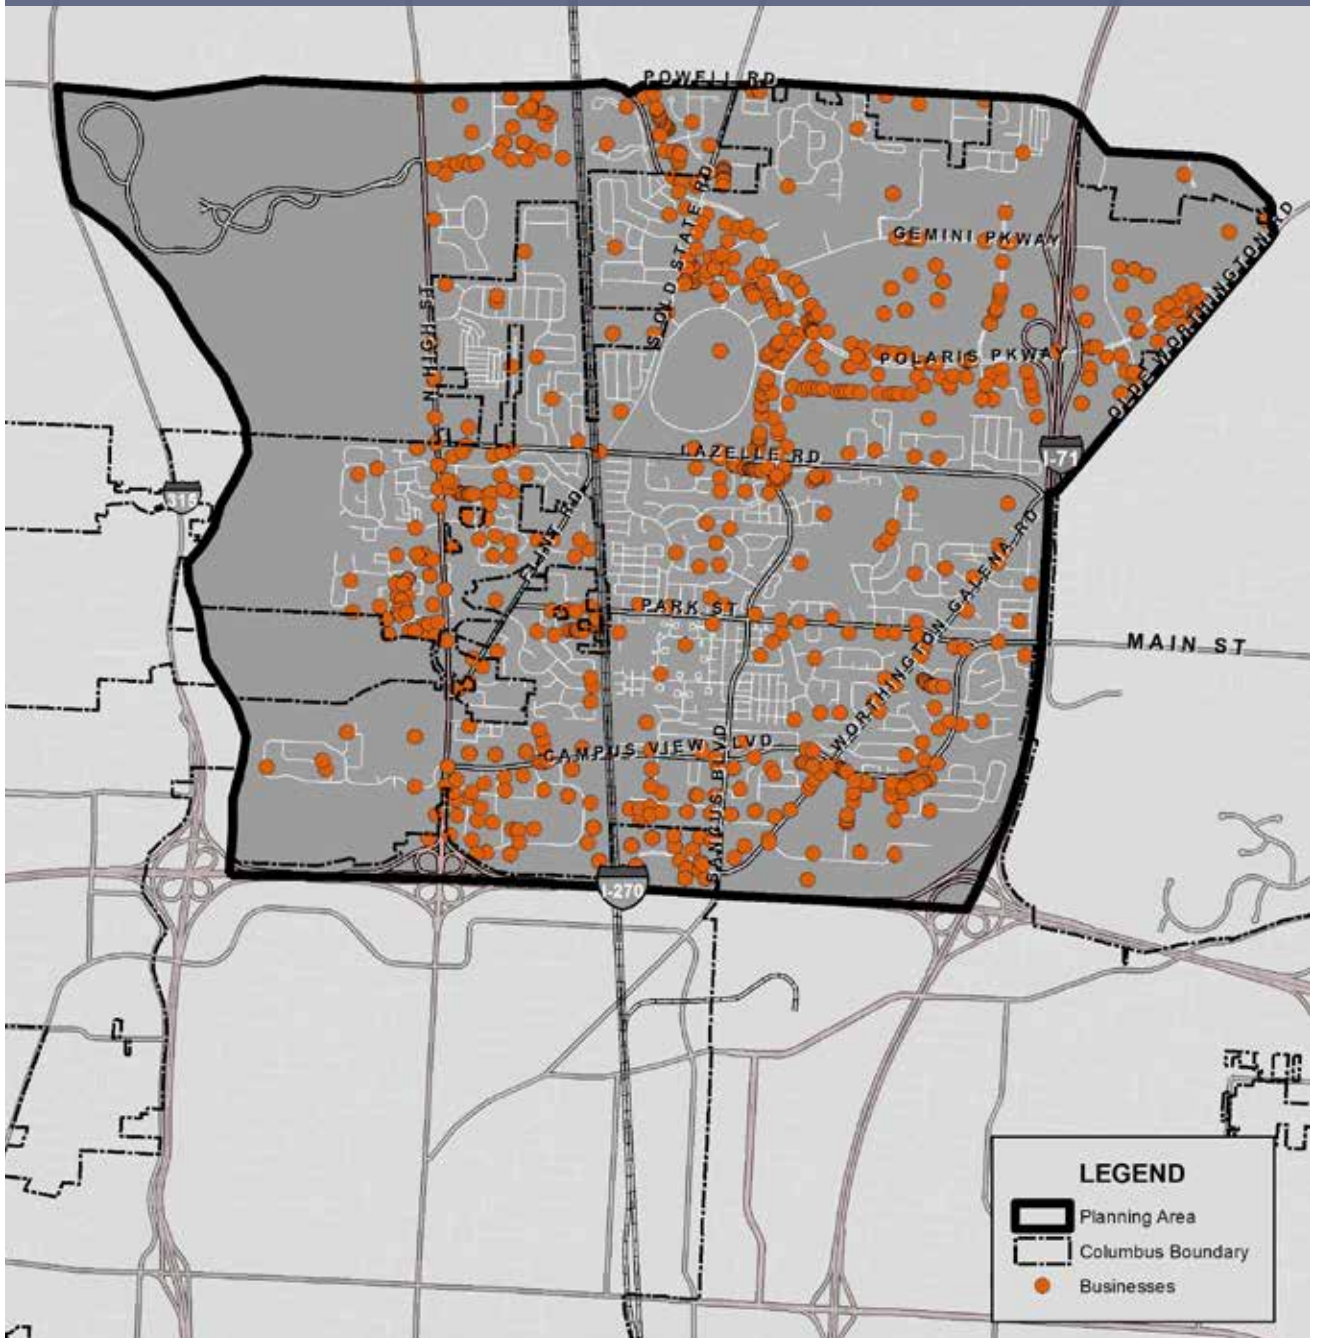 POWELL RD
GEMINI PKWAY
S OLD STATE RD
OLDE WORTHINGTON RD
N HIGH ST
POLARIS PKWAY
LAZELLE RD
I-71
315
FLINT RD
PARK ST
MAIN ST
WORTHINGTON GALENA RD
CAMPUS VIEW BLVD
SANCUS BLVD
I-270
LEGEND
Planning Area
Columbus Boundary
Businesses